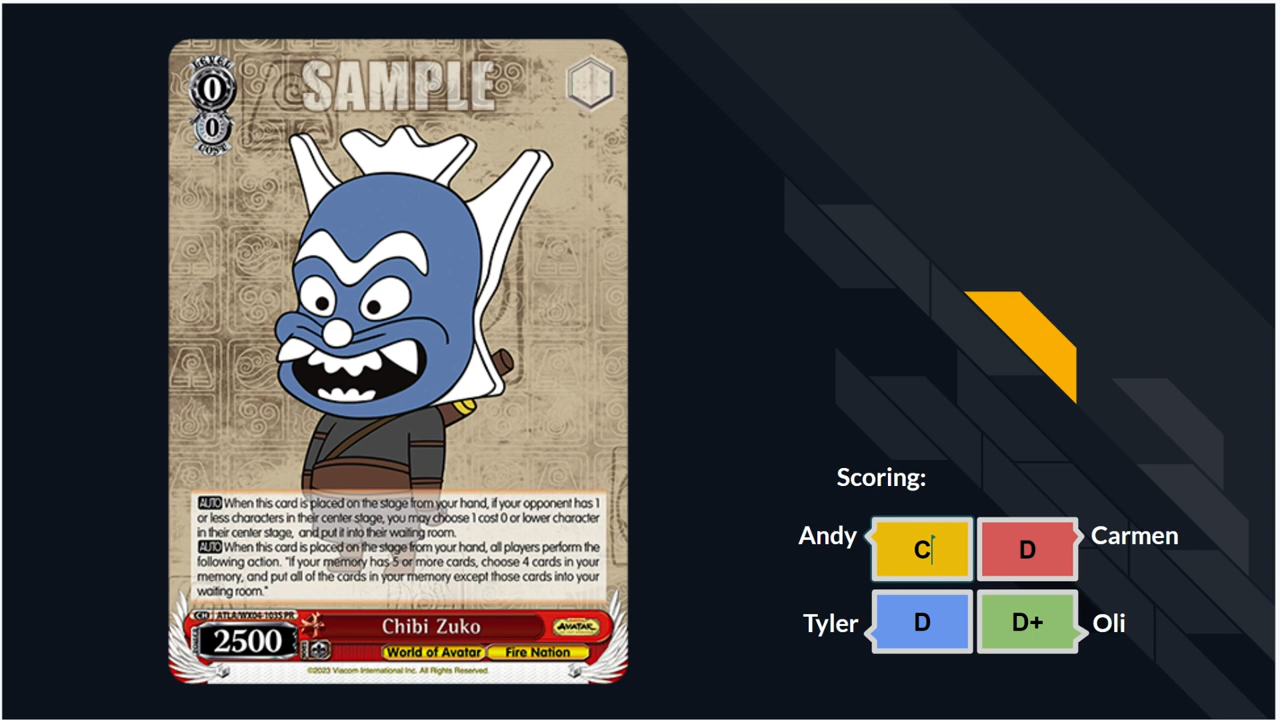 LEVEL
0
0
COST
SAMPLE
AUTO When this card is placed on the stage from your hand, if your opponent has 1
or less characters in their center stage, you may choose 1 cost 0 or lower character
in their center stage, and put it into their waiting room.
AUTO When this card is placed on the stage from your hand, all players perform the
following action. "If your memory has 5 or more cards, choose 4 cards in your
memory, and put all of the cards in your memory except those cards into your
waiting room."
CH ATLA/WX04-103S PR
2500
Chibi Zuko
AVATAR
World of Avatar
Fire Nation
©2023 Viacom International Inc. All Rights Reserved.
Scoring:
Andy C D Carmen
Tyler D D+ Oli